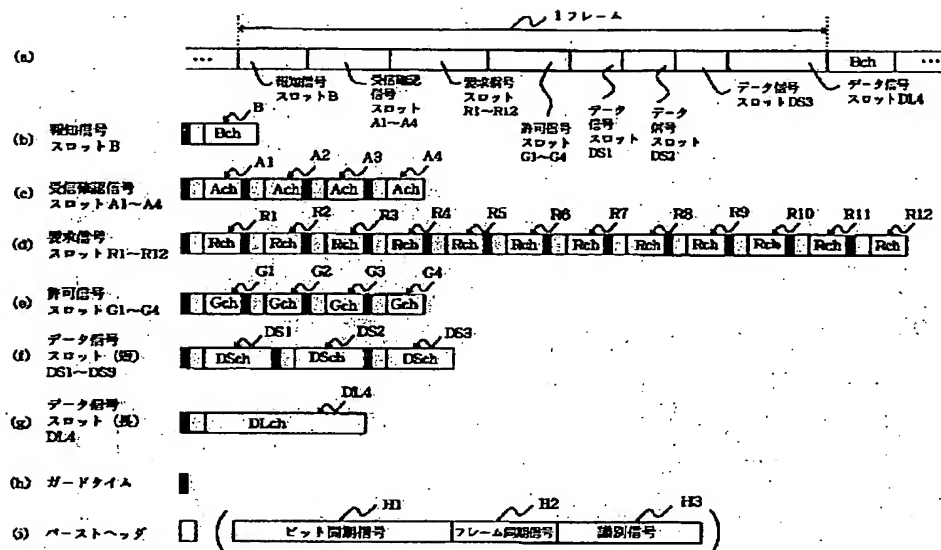 1フレーム
(a)
...
Bch
...
報知信号
スロットB
受信確認
信号
スロット
A1~A4
要求信号
スロット
R1~R12
許可信号
スロット
G1~G4
データ
信号
スロット
DS1
データ
信号
スロット
DS2
データ信号
スロットDS3
データ信号
スロットDL4
(b)
報知信号
スロットB
B
Bch
(c)
受信確認信号
スロットA1~A4
A1 A2 A3 A4
Ach Ach Ach Ach
(d)
要求信号
スロットR1~R12
R1 R2 R3 R4 R5 R6 R7 R8 R9 R10 R11 R12
Rch Rch Rch Rch Rch Rch Rch Rch Rch Rch Rch Rch
(e)
許可信号
スロットG1~G4
G1 G2 G3 G4
Gch Gch Gch Gch
(f)
データ信号
スロット(短)
DS1~DS3
DS1 DS2 DS3
DSch DSch DSch
(g)
データ信号
スロット(長)
DL4
DL4
DLch
(h) ガードタイム
(i) バーストヘッダ
H1 H2 H3
ビット同期信号 フレーム同期信号 識別信号